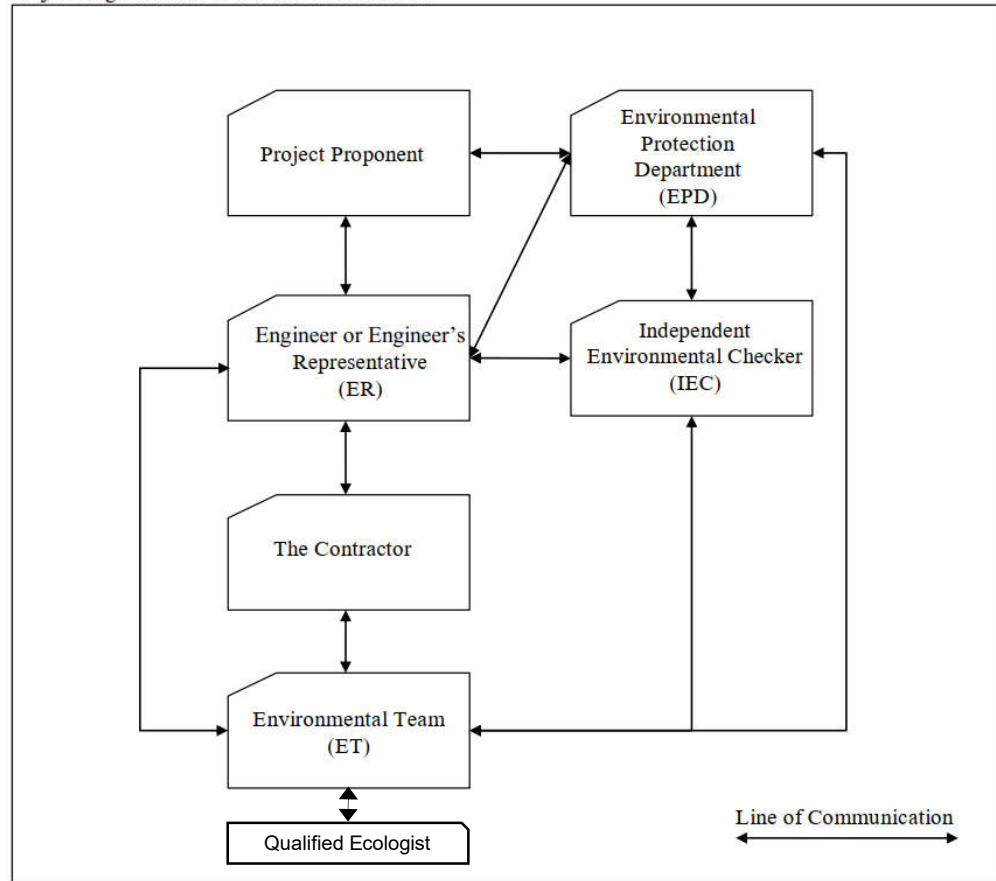 Project Proponent
Environmental
Protection
Department
(EPD)
Engineer or Engineer's
Representative
(ER)
Independent
Environmental Checker
(IEC)
The Contractor
Environmental Team
(ET)
Qualified Ecologist
Line of Communication